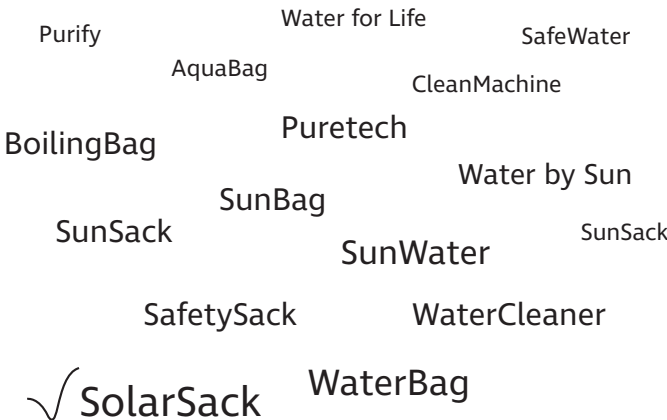 Water for Life
Purify
SafeWater
AquaBag
CleanMachine
Puretech
BoilingBag
Water by Sun
SunBag
SunSack
SunSack
SunWater
SafetySack
WaterCleaner
WaterBag
SolarSack